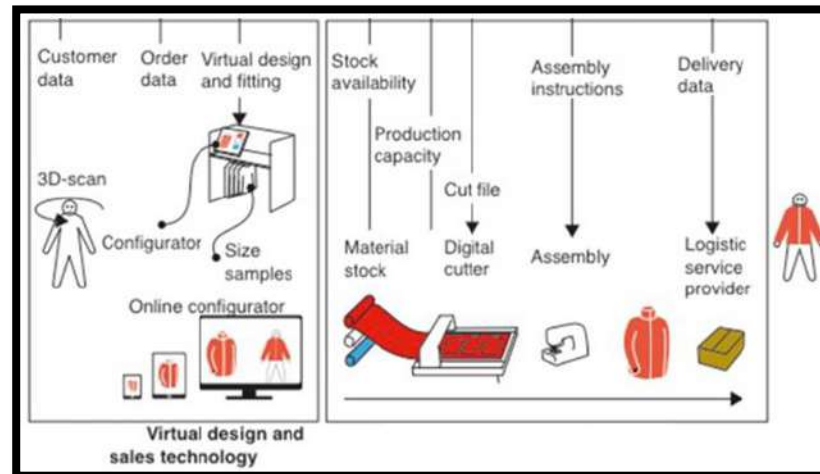 Customer
data
Order
data
Virtual design
and fitting
3D-scan
Configurator
Size
samples
Online configurator
Virtual design and
sales technology
Stock
availability
Production
capacity
Cut file
Assembly
instructions
Delivery
data
Material
stock
Digital
cutter
Assembly
Logistic
service
provider